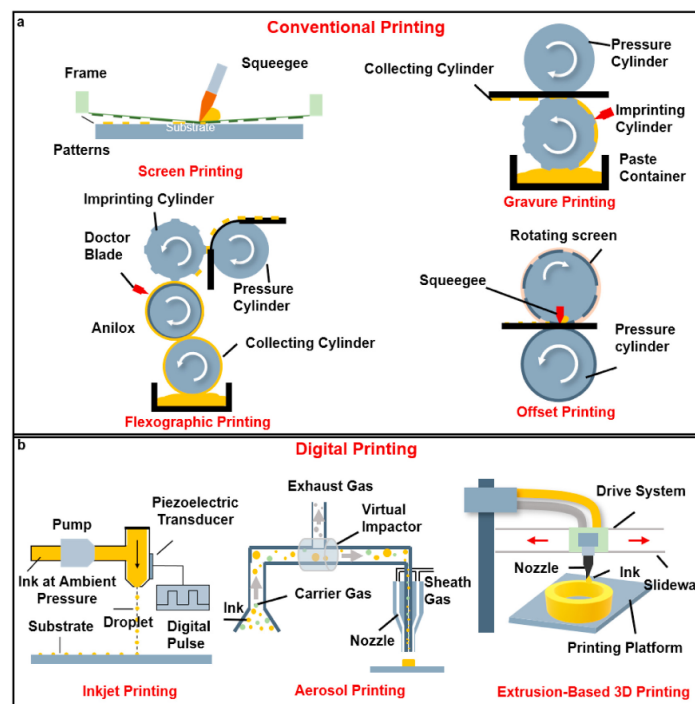 a
Conventional Printing
Frame
Squeegee
Substrate
Patterns
Screen Printing
Pressure
Cylinder
Collecting Cylinder
Imprinting
Cylinder
Paste
Container
Gravure Printing
Imprinting Cylinder
Doctor
Blade
Pressure
Cylinder
Anilox
Collecting Cylinder
Flexographic Printing
Rotating screen
Squeegee
Pressure
cylinder
Offset Printing
b
Digital Printing
Pump
Piezoelectric
Transducer
Ink at Ambient
Pressure
Droplet
Substrate
Digital
Pulse
Inkjet Printing
Exhaust Gas
Virtual
Impactor
Ink
Carrier Gas
Sheath
Gas
Nozzle
Aerosol Printing
Drive System
Nozzle
Ink
Slideway
Printing Platform
Extrusion-Based 3D Printing